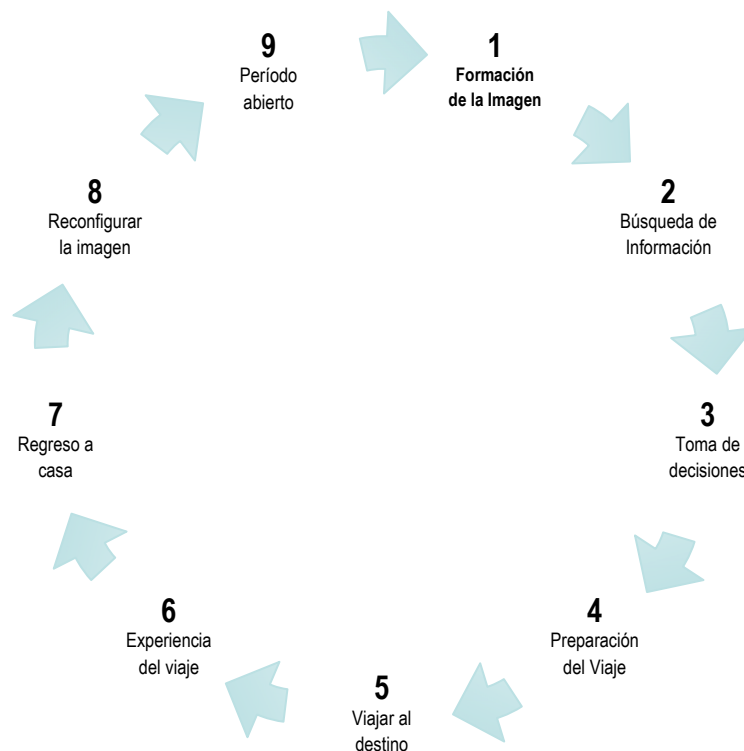 1
Formación
de la Imagen
2
Búsqueda de
Información
3
Toma de
decisiones
4
Preparación
del Viaje
5
Viajar al
destino
6
Experiencia
del viaje
7
Regreso a
casa
8
Reconfigurar
la imagen
9
Período
abierto